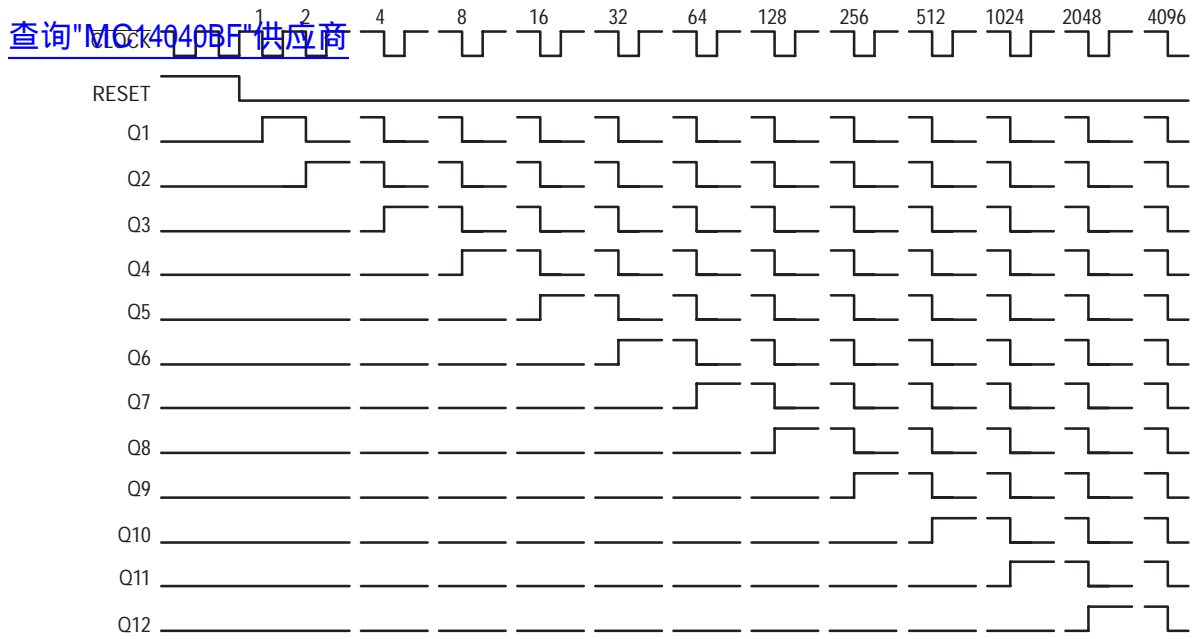 1 2 4 8 16 32 64 128 256 512 1024 2048 4096
查询"MC14040BF"供应商
CLOCK
RESET
Q1
Q2
Q3
Q4
Q5
Q6
Q7
Q8
Q9
Q10
Q11
Q12